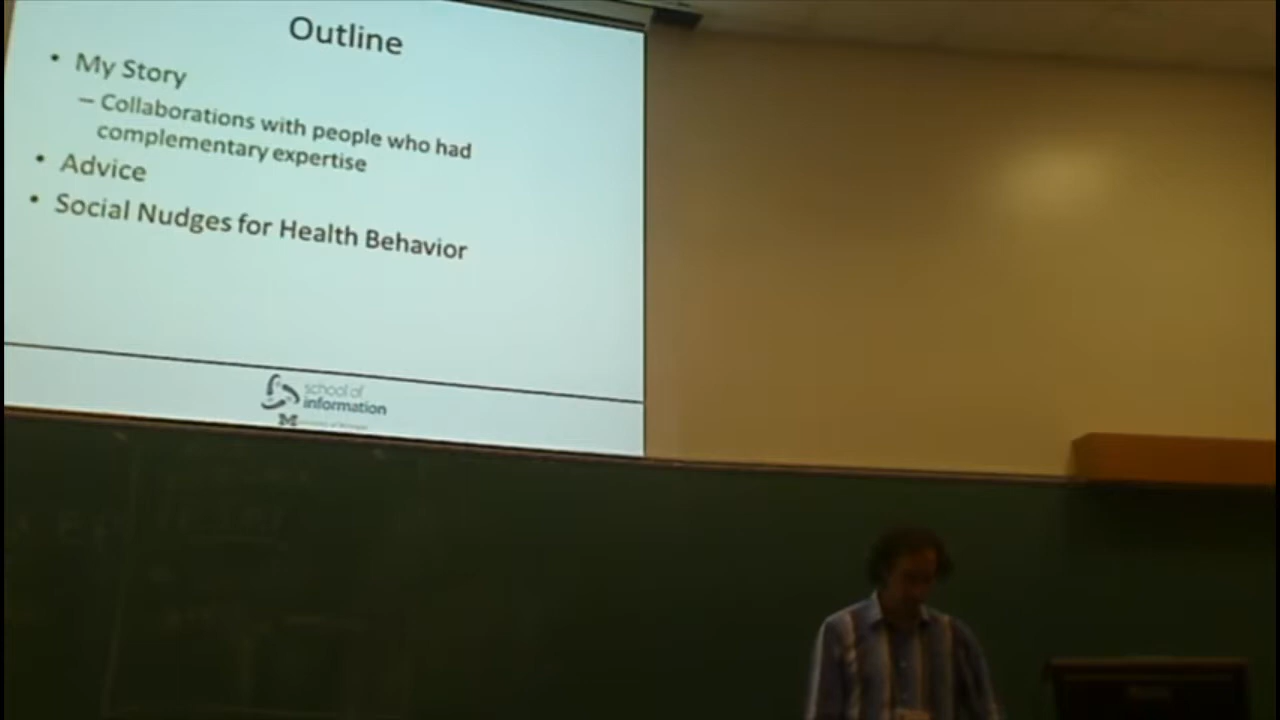 Outline
• My Story
– Collaborations with people who had
complementary expertise
• Advice
• Social Nudges for Health Behavior
school of
information
M